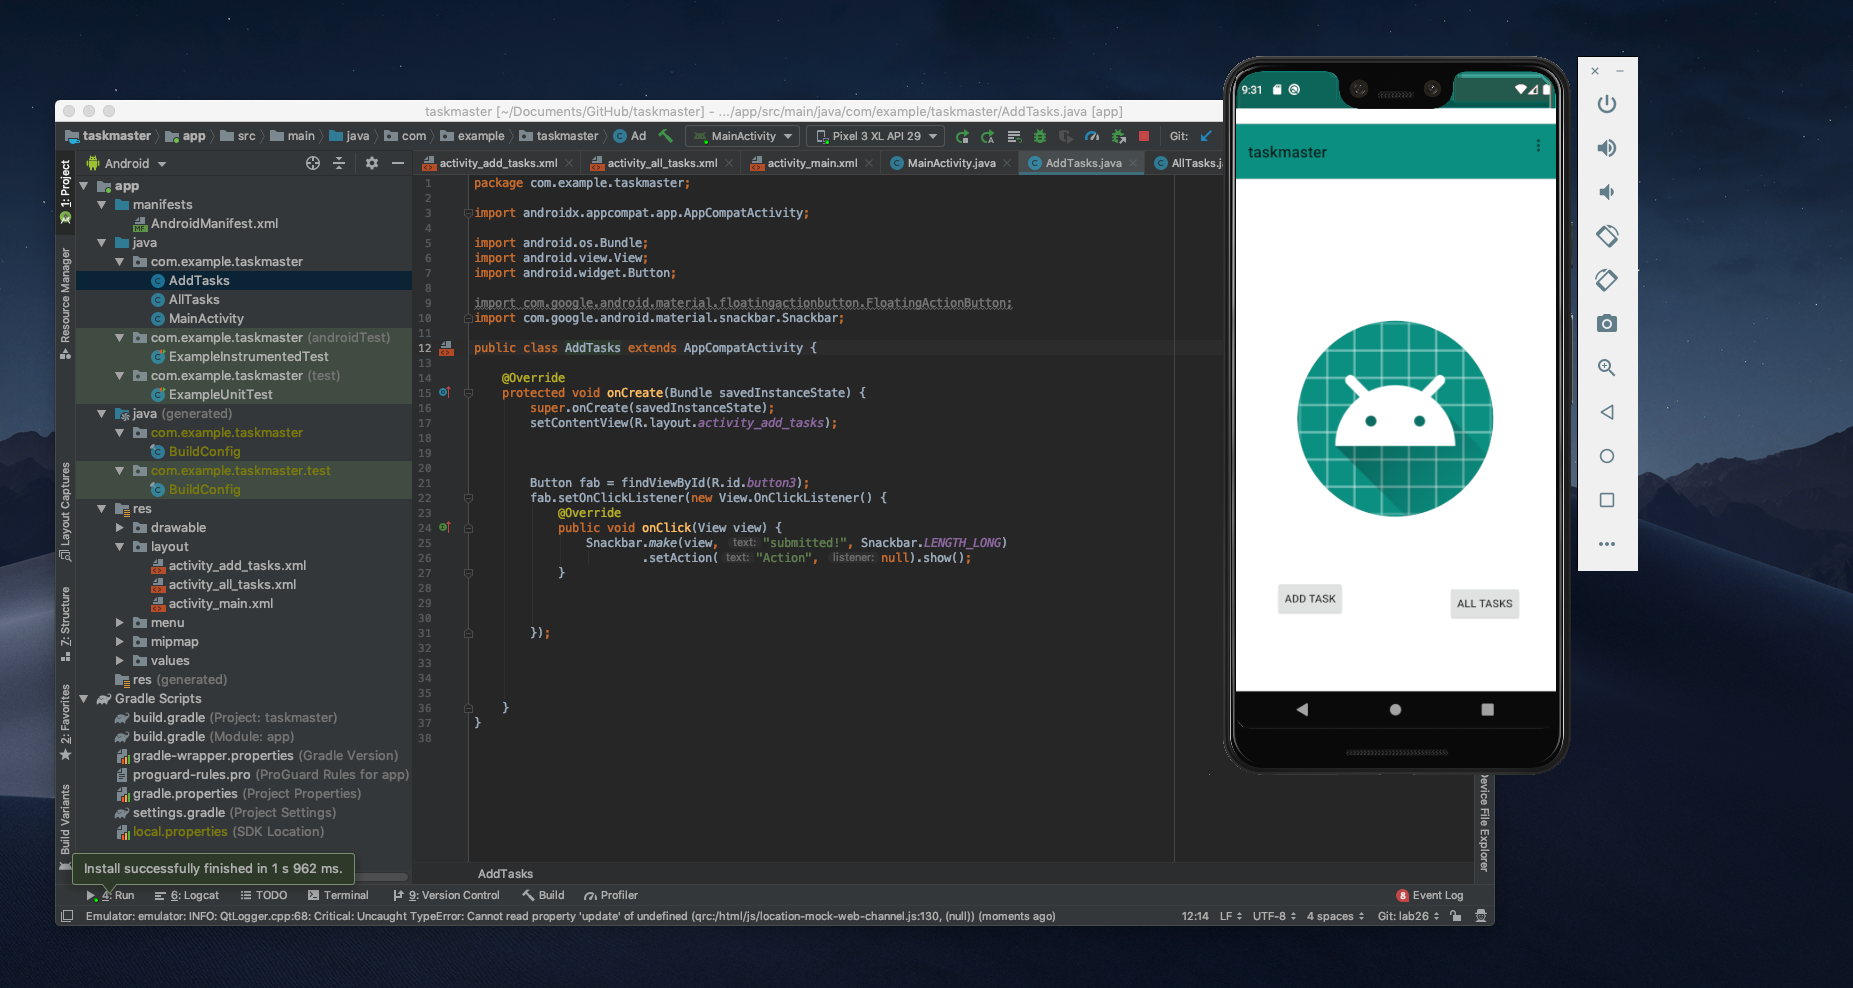 taskmaster [~/Documents/GitHub/taskmaster] - .../app/src/main/java/com/example/taskmaster/AddTasks.java [app]
taskmaster app src main java com example taskmaster Ad MainActivity Pixel 3 XL API 29 Git:
Android
activity_add_tasks.xml activity_all_tasks.xml activity_main.xml MainActivity.java AddTasks.java AllTasks.j
1: Project
Resource Manager
Layout Captures
7: Structure
2: Favorites
Build Variants
app
manifests
AndroidManifest.xml
java
com.example.taskmaster
AddTasks
AllTasks
MainActivity
com.example.taskmaster (androidTest)
ExampleInstrumentedTest
com.example.taskmaster (test)
ExampleUnitTest
java (generated)
com.example.taskmaster
BuildConfig
com.example.taskmaster.test
BuildConfig
res
drawable
layout
activity_add_tasks.xml
activity_all_tasks.xml
activity_main.xml
menu
mipmap
values
res (generated)
Gradle Scripts
build.gradle (Project: taskmaster)
build.gradle (Module: app)
gradle-wrapper.properties (Gradle Version)
proguard-rules.pro (ProGuard Rules for app)
gradle.properties (Project Properties)
settings.gradle (Project Settings)
local.properties (SDK Location)
Install successfully finished in 1 s 962 ms.
1 package com.example.taskmaster;
2
3 import androidx.appcompat.app.AppCompatActivity;
4
5 import android.os.Bundle;
6 import android.view.View;
7 import android.widget.Button;
8
9 import com.google.android.material.floatingactionbutton.FloatingActionButton;
10 import com.google.android.material.snackbar.Snackbar;
11
12 public class AddTasks extends AppCompatActivity {
13
14 @Override
15 protected void onCreate(Bundle savedInstanceState) {
16 super.onCreate(savedInstanceState);
17 setContentView(R.layout.activity_add_tasks);
18
19
20
21 Button fab = findViewById(R.id.button3);
22 fab.setOnClickListener(new View.OnClickListener() {
23 @Override
24 public void onClick(View view) {
25 Snackbar.make(view, text: "submitted!", Snackbar.LENGTH_LONG)
26 .setAction( text: "Action", listener: null).show();
27 }
28
29
30
31 });
32
33
34
35
36 }
37 }
38
AddTasks
4: Run 6: Logcat TODO Terminal 9: Version Control Build Profiler 8 Event Log
Emulator: emulator: INFO: QtLogger.cpp:68: Critical: Uncaught TypeError: Cannot read property 'update' of undefined (qrc:/html/js/location-mock-web-channel.js:130, (null)) (moments ago) 12:14 LF UTF-8 4 spaces Git: lab26
9:31
taskmaster
ADD TASK
ALL TASKS
Device File Explorer